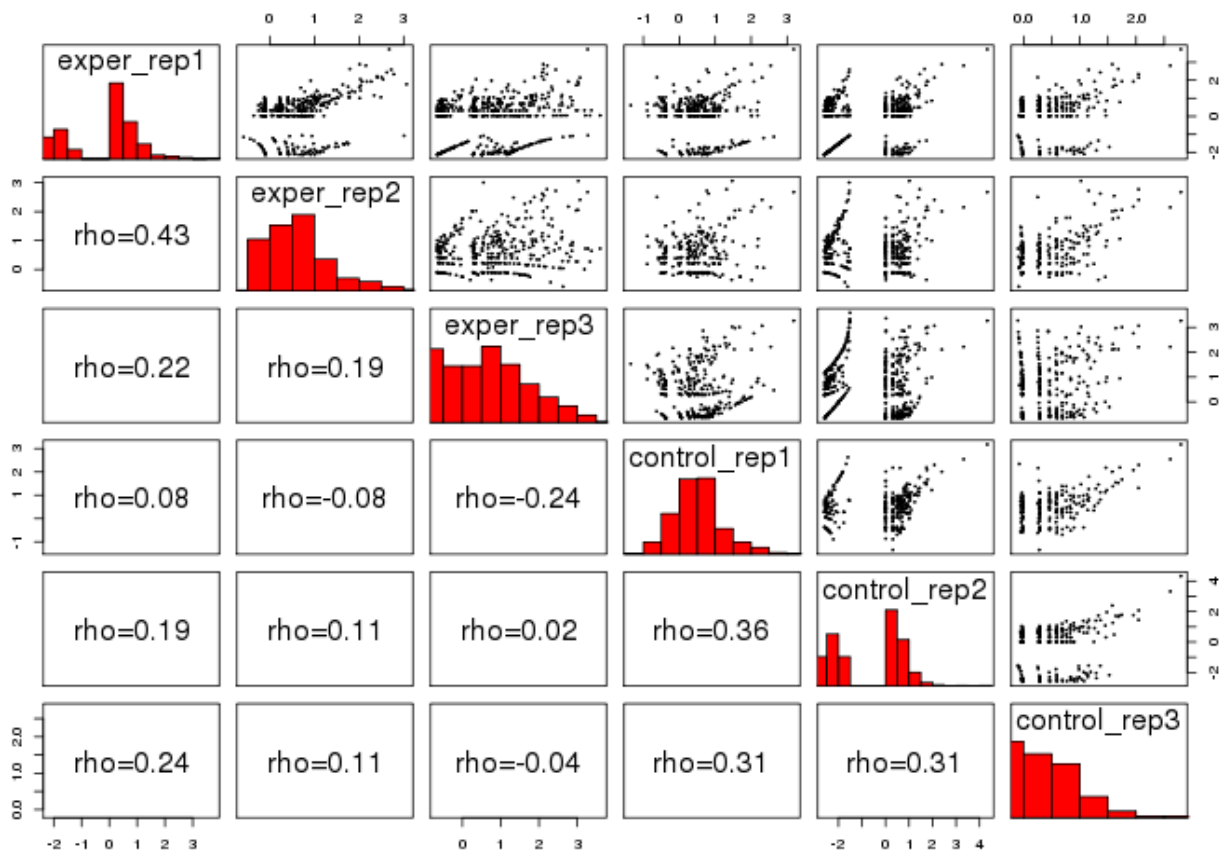 0 1 2 3 -1 0 1 2 3 0.0 1.0 2.0
exper_rep1
-2 0 2
0 1 2 3
exper_rep2
rho=0.43
exper_rep3
rho=0.22 rho=0.19
0 1 2 3
-1 1 2 3
control_rep1
rho=0.08 rho=-0.08 rho=-0.24
control_rep2
rho=0.19 rho=0.11 rho=0.02 rho=0.36
-2 0 2 4
0.0 1.0 2.0
control_rep3
rho=0.24 rho=0.11 rho=-0.04 rho=0.31 rho=0.31
-2 -1 0 1 2 3 0 1 2 3 -2 0 1 2 3 4